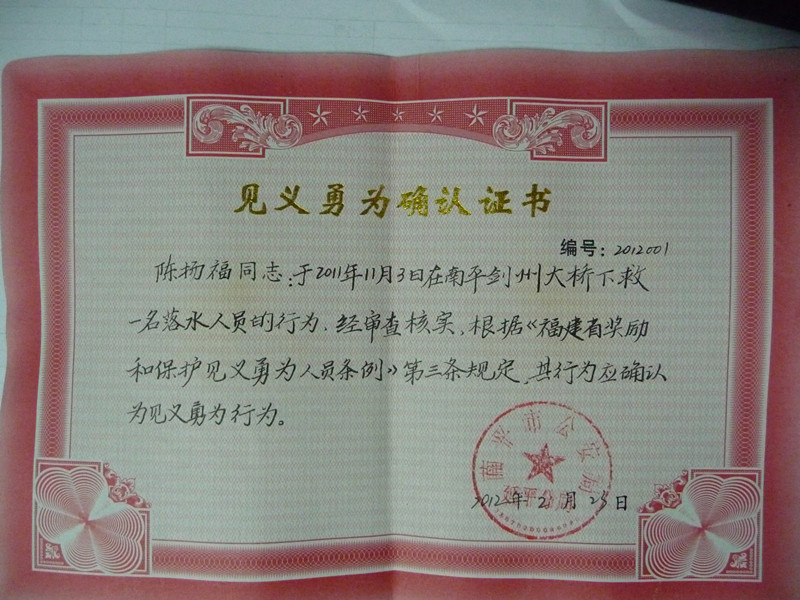 见义勇为确认证书
编号：2012001
陈扬福同志：于2011年11月3日在南平剑州大桥下救
一名落水人员的行为，经审查核实，根据《福建省奖励
和保护见义勇为人员条例》第三条规定，其行为应确认
为见义勇为行为。
市公安局
2012年2月23日